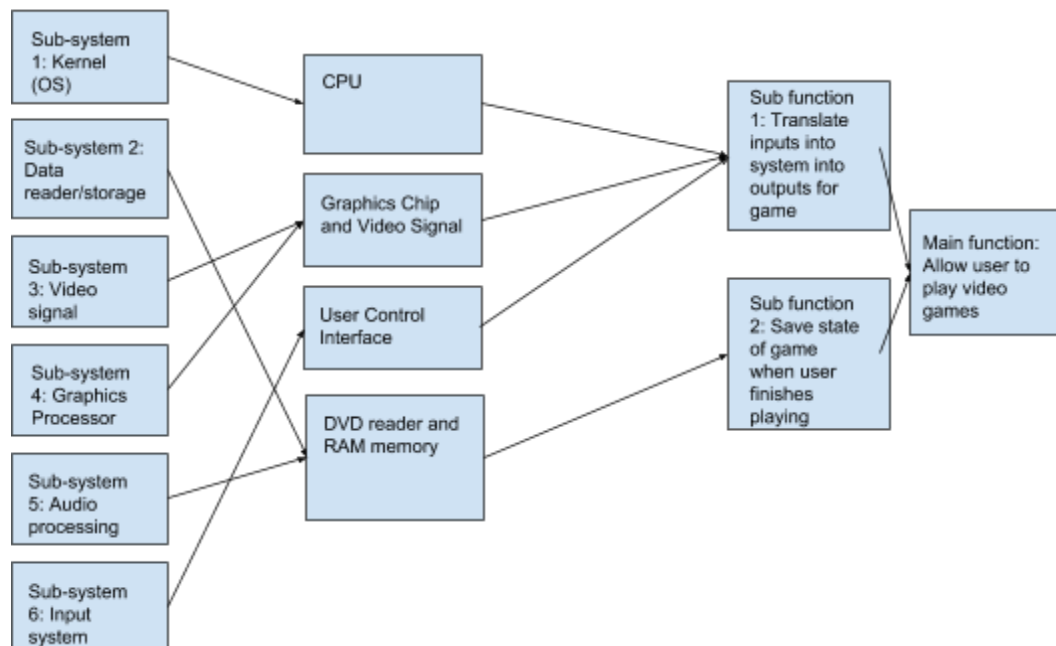 Sub-system
1: Kernel
(OS)
Sub-system 2:
Data
reader/storage
Sub-system
3: Video
signal
Sub-system
4: Graphics
Processor
Sub-system
5: Audio
processing
Sub-system
6: Input
system
CPU
Graphics Chip
and Video Signal
User Control
Interface
DVD reader and
RAM memory
Sub function
1: Translate
inputs into
system into
outputs for
game
Sub function
2: Save state
of game
when user
finishes
playing
Main function:
Allow user to
play video
games